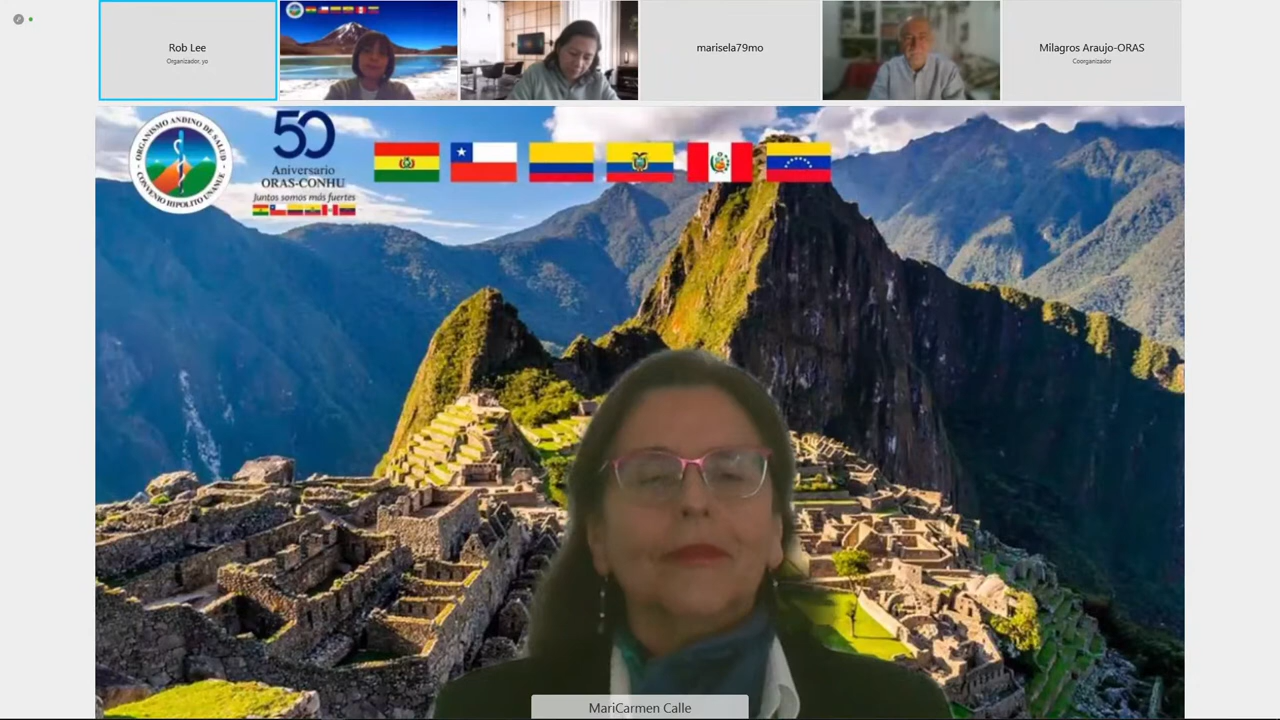 Rob Lee
Organizador, yo
marisela79mo
Milagros Araujo-ORAS
Coorganizador
ORGANISMO ANDINO DE SALUD
CONVENIO HIPOLITO UNANUE
50
Aniversario
ORAS-CONHU
Juntos somos más fuertes
MariCarmen Calle